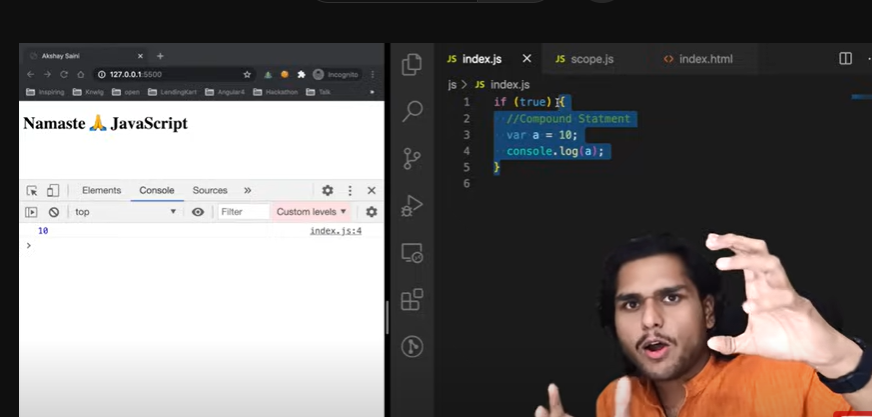 Akshay Saini
127.0.0.1:5500
Incognito
Inspiring Knwlg open LendingKart Angular4 Hackathon Talk
Namaste 🙏 JavaScript
Elements Console Sources »
top Filter Custom levels
10 index.js:4
>
JS index.js JS scope.js <> index.html
js > JS index.js
1 if (true) {
2 //Compound Statment
3 var a = 10;
4 console.log(a);
5 }
6